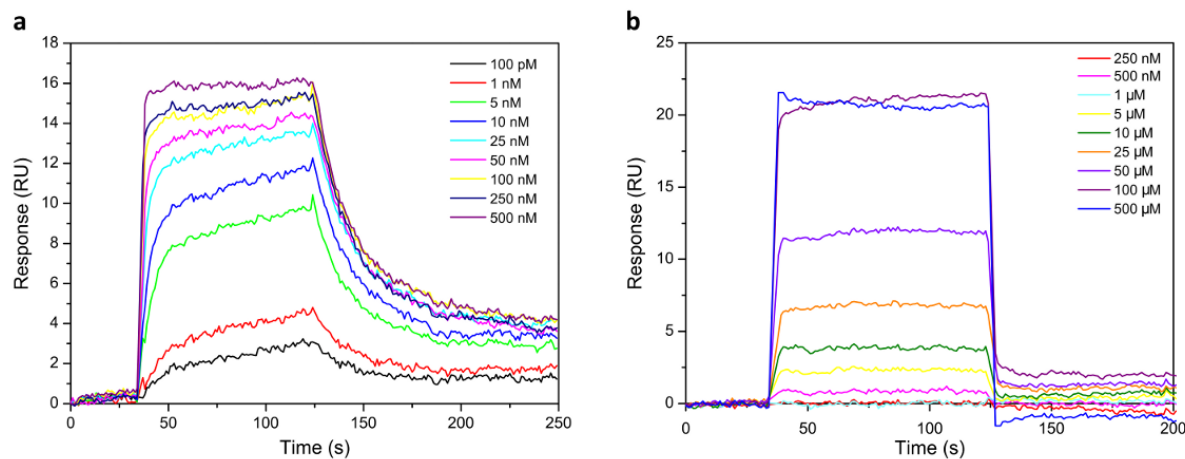 a
18
16
14
12
10
8
6
4
2
0
0 50 100 150 200 250
Response (RU)
Time (s)
100 pM
1 nM
5 nM
10 nM
25 nM
50 nM
100 nM
250 nM
500 nM
b
25
20
15
10
5
0
0 50 100 150 200
Response (RU)
Time (s)
250 nM
500 nM
1 µM
5 µM
10 µM
25 µM
50 µM
100 µM
500 µM